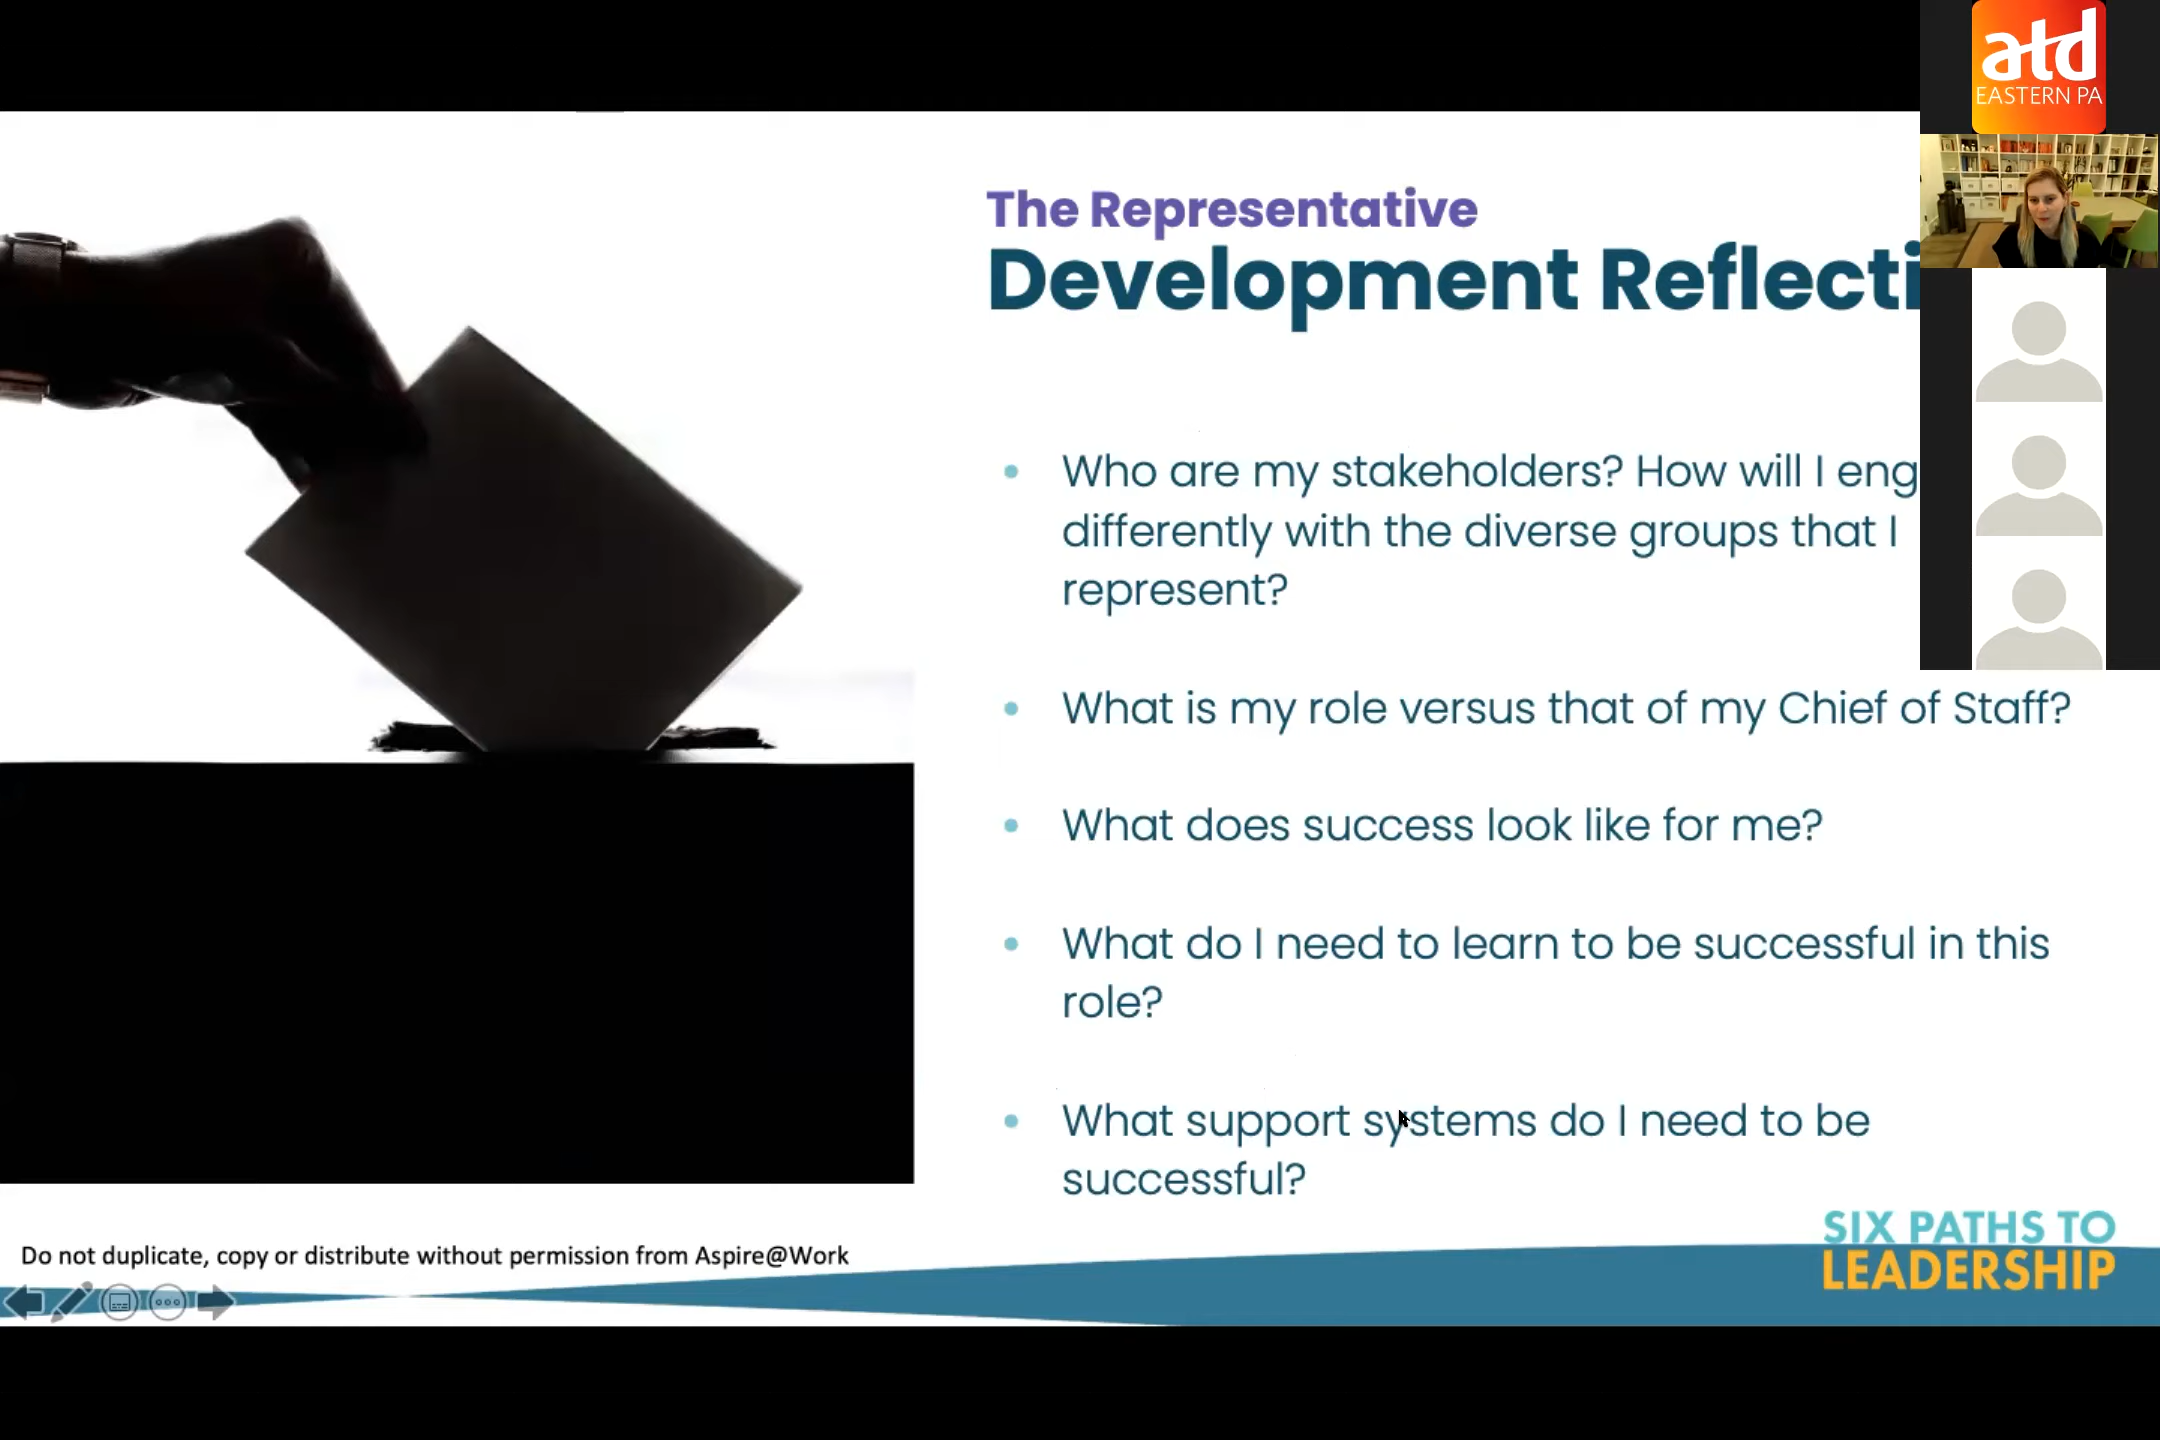 atd
EASTERN PA
The Representative
Development Reflecti
Who are my stakeholders? How will I eng
differently with the diverse groups that I
represent?
What is my role versus that of my Chief of Staff?
What does success look like for me?
What do I need to learn to be successful in this
role?
What support systems do I need to be
successful?
Do not duplicate, copy or distribute without permission from Aspire@Work
SIX PATHS TO
LEADERSHIP